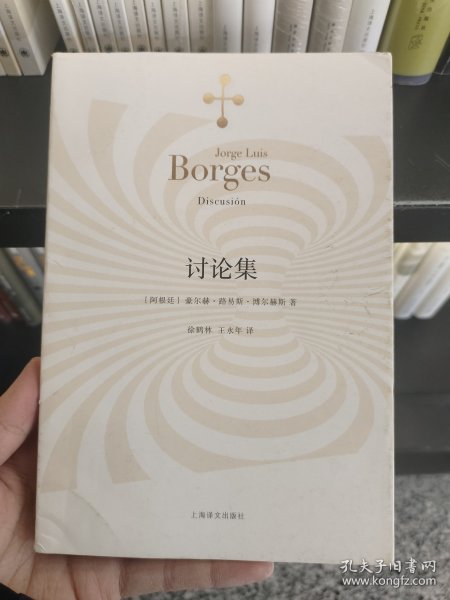 Jorge Luis
Borges
Discusión
讨论集
[阿根廷] 豪尔赫·路易斯·博尔赫斯 著
徐鹤林 王永年 译
上海译文出版社
孔夫子旧书网
www.kongfz.com